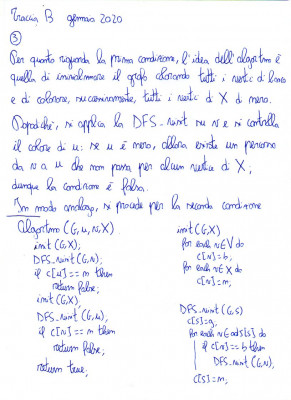 Traccia B gennaio 2020
③
Per quanto riguarda la prima condizione, l'idea dell'algoritmo è
quella di inizializzare il grafo colorando tutti i vertici di bianco
e di colorare, successivamente, tutti i vertici di X di nero.
Dopodiché, si applica la DFS_visit su v e si controlla
il colore di u: se u è nero, allora esiste un percorso
da v a u che non passa per alcun vertice di X,
dunque la condizione è falsa.
In modo analogo, si procede per la seconda condizione
Algoritmo (G,u,v,X)
init (G,X);
DFS_visit(G,v);
if c[u] == n then
return false;
init(G,X);
DFS_visit(G,u);
if c[v] == n then
return false;
return true;
init(G,X)
for each v∈V do
c[v]=b;
for each v∈X do
c[v]=n;
DFS_visit(G,s)
c[s]=g;
for each v∈adj[s] do
if c[v]==b then
DFS_visit(G,v);
c[s]=n;